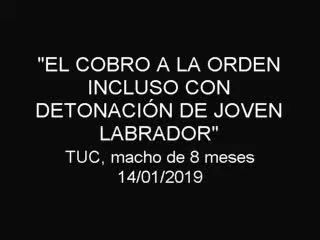 "EL COBRO A LA ORDEN
INCLUSO CON
DETONACIÓN DE JOVEN
LABRADOR"
TUC, macho de 8 meses
14/01/2019